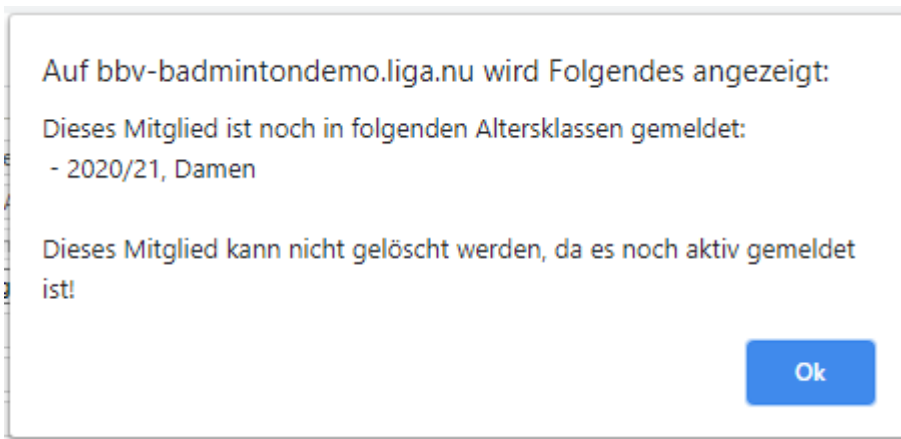 Auf bbv-badmintondemo.liga.nu wird Folgendes angezeigt:
Dieses Mitglied ist noch in folgenden Altersklassen gemeldet:
- 2020/21, Damen
Dieses Mitglied kann nicht gelöscht werden, da es noch aktiv gemeldet
ist!
Ok